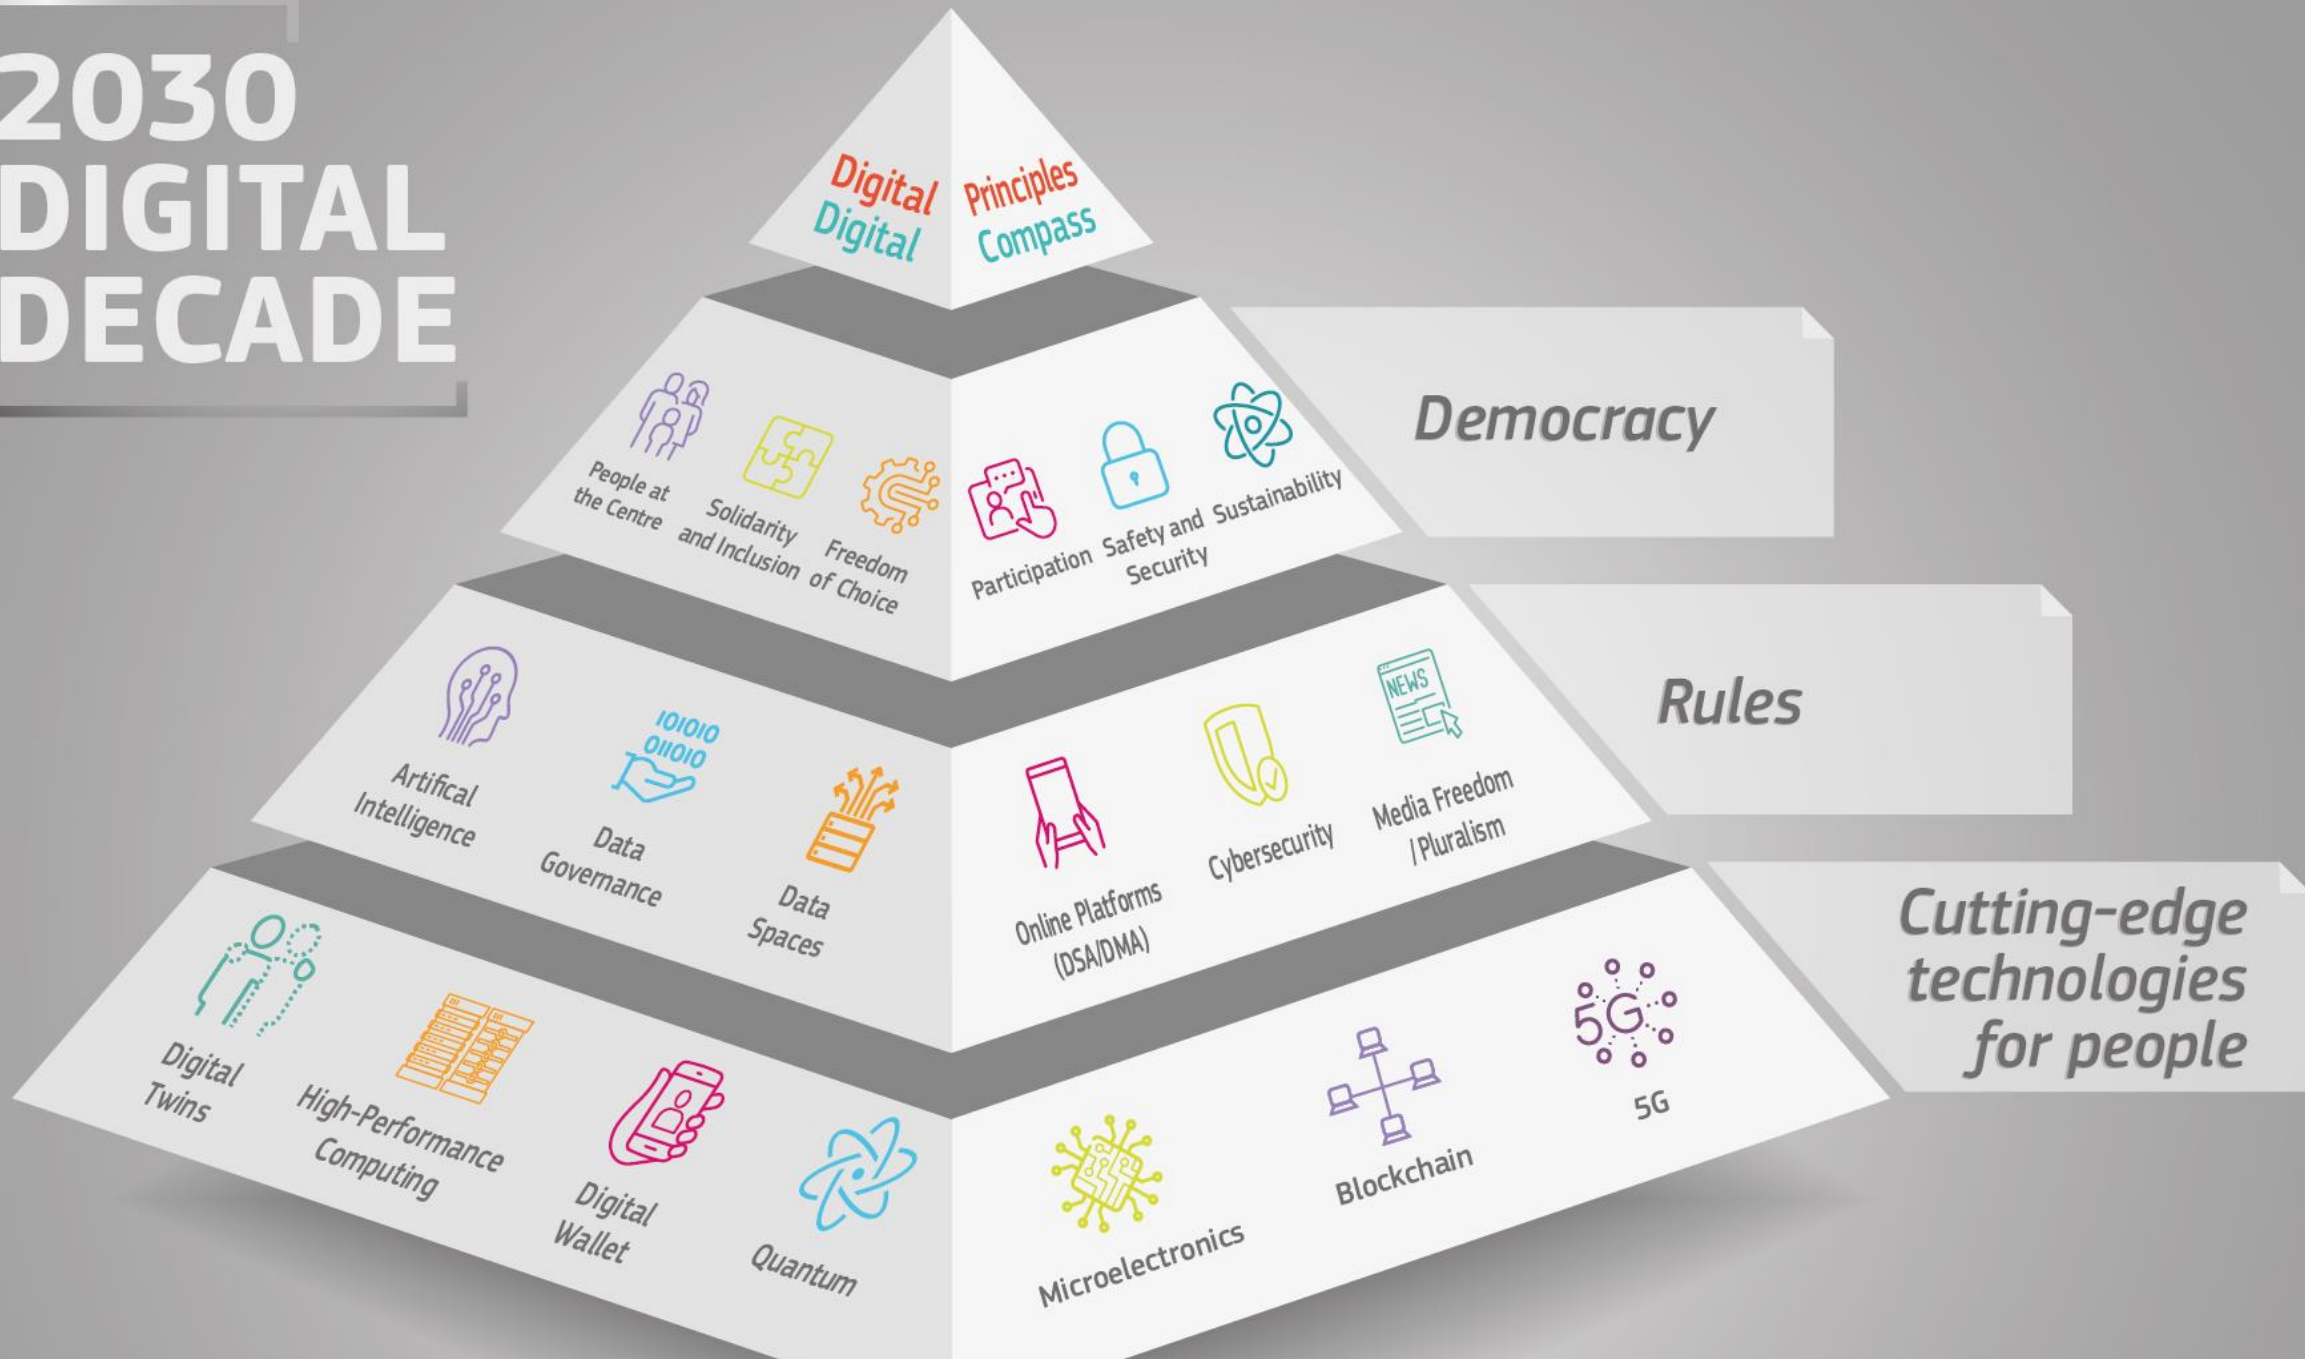 2030
DIGITAL
DECADE
Digital Principles
Digital Compass
Democracy
People at
the Centre
Solidarity
and Inclusion
Freedom
of Choice
Participation
Safety and
Security
Sustainability
Rules
Artifical
Intelligence
101010
011010
Data
Governance
Data
Spaces
Online Platforms
(DSA/DMA)
Cybersecurity
NEWS
Media Freedom
/ Pluralism
Cutting-edge
technologies
for people
Digital
Twins
High-Performance
Computing
Digital
Wallet
Quantum
Microelectronics
Blockchain
5G
5G